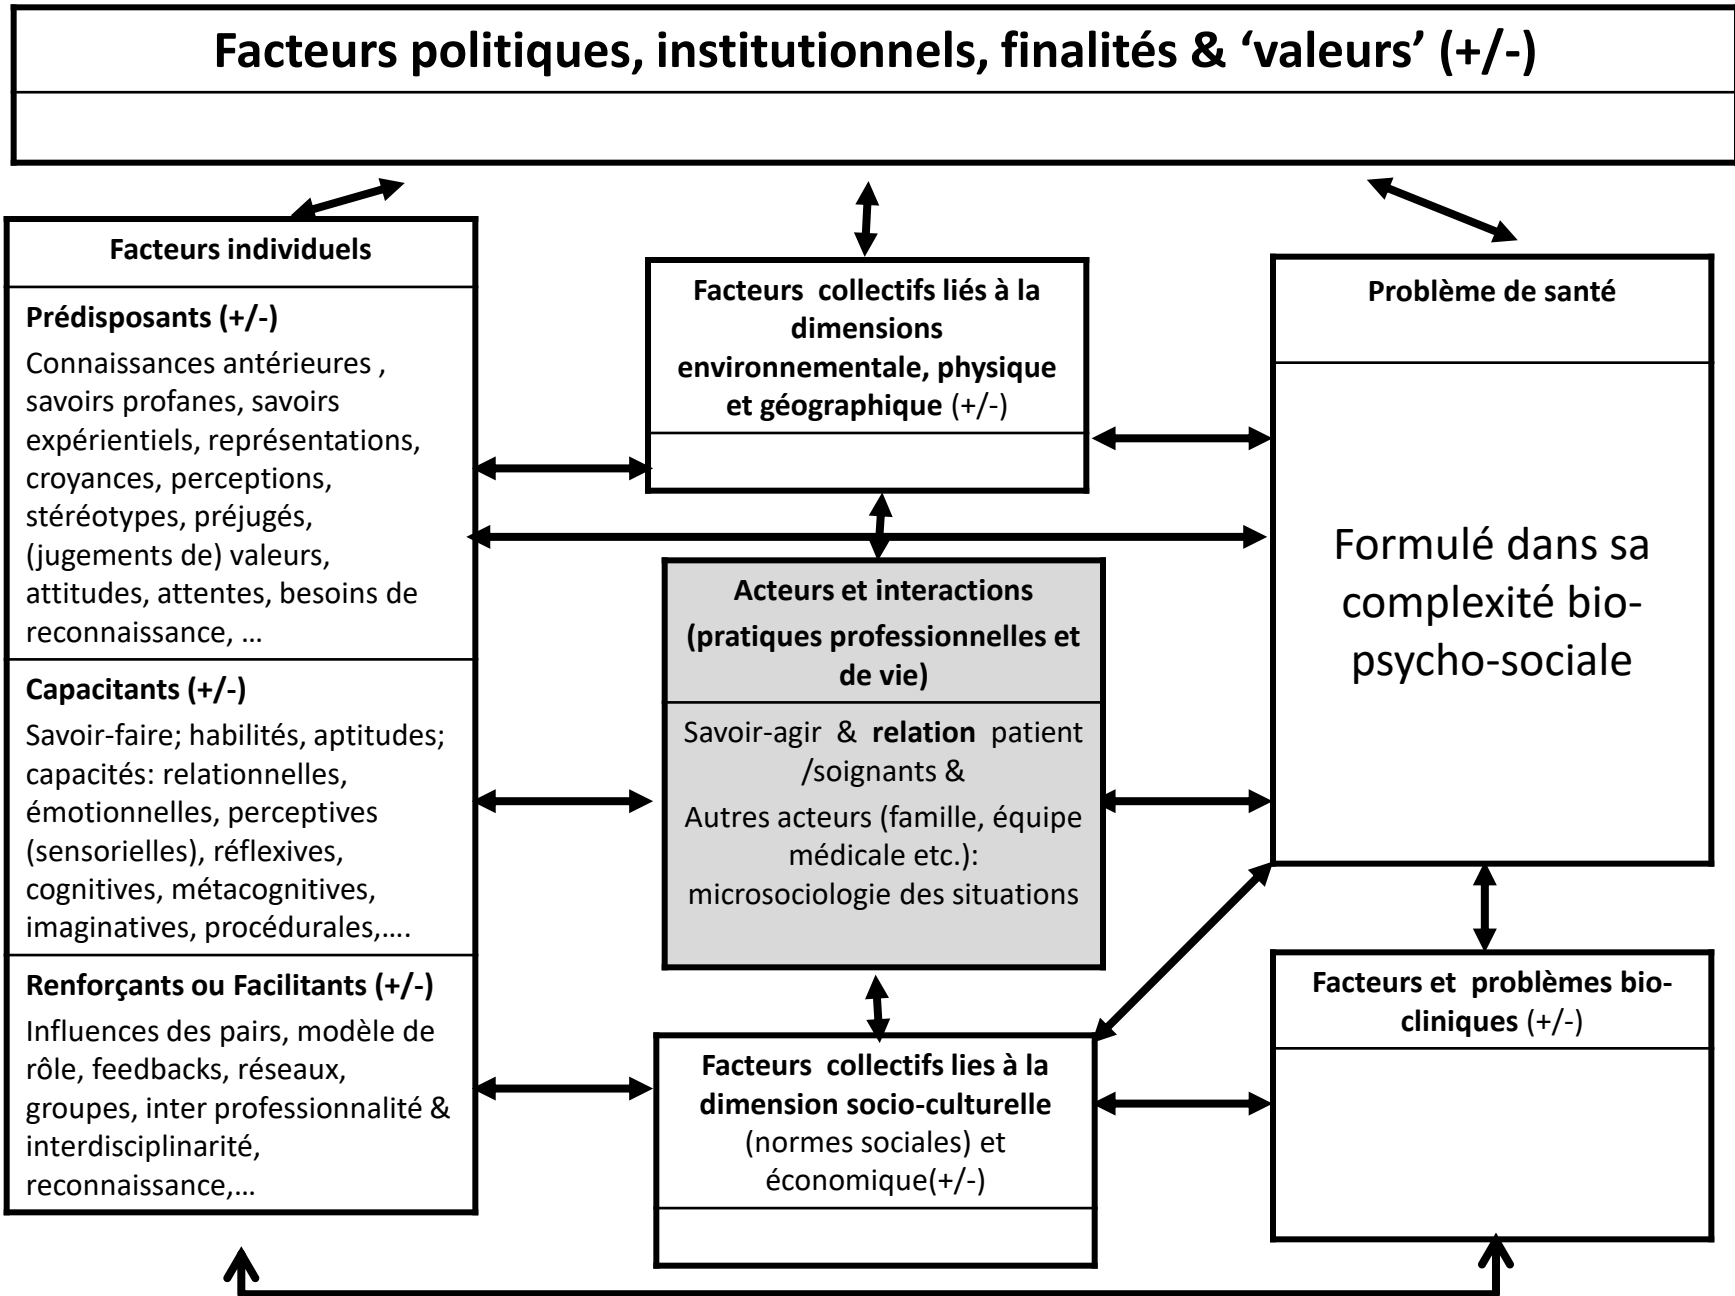 Facteurs politiques, institutionnels, finalités & ‘valeurs’ (+/-)
Facteurs individuels
Prédisposants (+/-)
Connaissances antérieures ,
savoirs profanes, savoirs
expérientiels, représentations,
croyances, perceptions,
stéréotypes, préjugés,
(jugements de) valeurs,
attitudes, attentes, besoins de
reconnaissance, ...
Capacitants (+/-)
Savoir-faire; habilités, aptitudes;
capacités: relationnelles,
émotionnelles, perceptives
(sensorielles), réflexives,
cognitives, métacognitives,
imaginatives, procédurales,....
Renforçants ou Facilitants (+/-)
Influences des pairs, modèle de
rôle, feedbacks, réseaux,
groupes, inter professionnalité &
interdisciplinarité,
reconnaissance,...
Facteurs collectifs liés à la
dimensions
environnementale, physique
et géographique (+/-)
Acteurs et interactions
(pratiques professionnelles et
de vie)
Savoir-agir & relation patient
/soignants &
Autres acteurs (famille, équipe
médicale etc.):
microsociologie des situations
Facteurs collectifs lies à la
dimension socio-culturelle
(normes sociales) et
économique(+/-)
Problème de santé
Formulé dans sa
complexité bio-
psycho-sociale
Facteurs et problèmes bio-
cliniques (+/-)